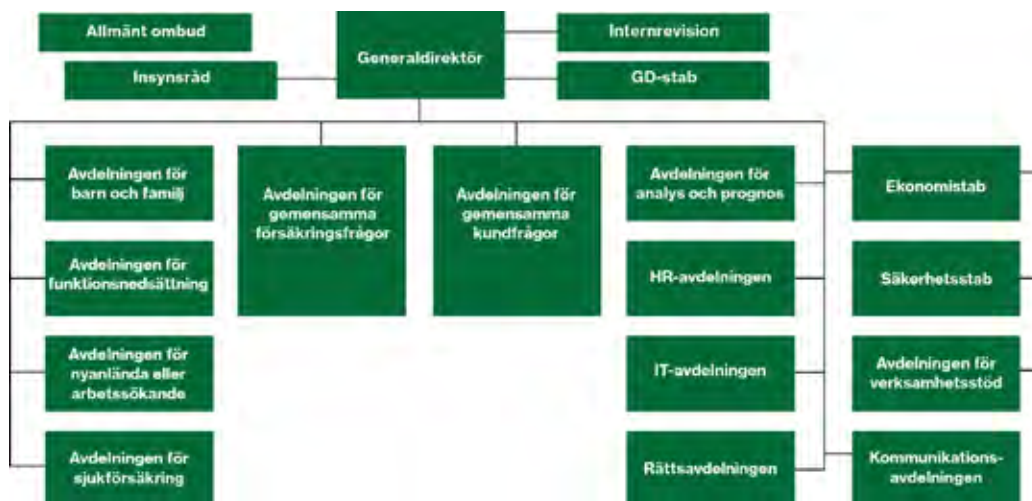 Allmänt ombud
Generaldirektör
Internrevision
Insynsråd
GD-stab
Avdelningen för
barn och familj
Avdelningen för
gemensamma
försäkringsfrågor
Avdelningen för
gemensamma
kundfrågor
Avdelningen för
analys och prognos
Ekonomistab
Avdelningen för
funktionsnedsättning
HR-avdelningen
Säkerhetsstab
Avdelningen för
nyanlända eller
arbetssökande
IT-avdelningen
Avdelningen för
verksamhetsstöd
Avdelningen för
sjukförsäkring
Rättsavdelningen
Kommunikations-
avdelningen